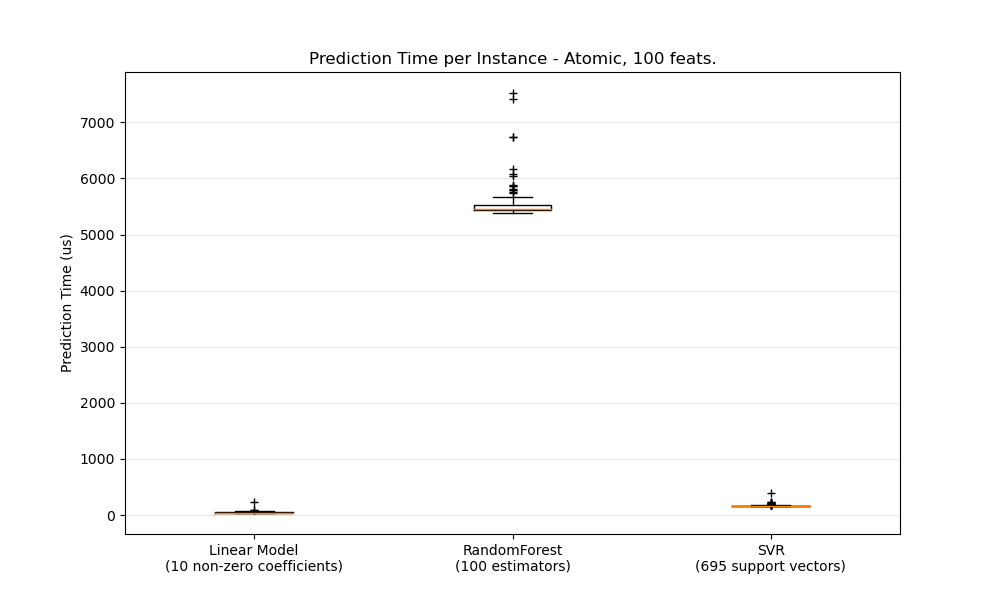 Prediction Time per Instance - Atomic, 100 feats.
Prediction Time (us)
7000
6000
5000
4000
3000
2000
1000
0
Linear Model
(10 non-zero coefficients)
RandomForest
(100 estimators)
SVR
(695 support vectors)